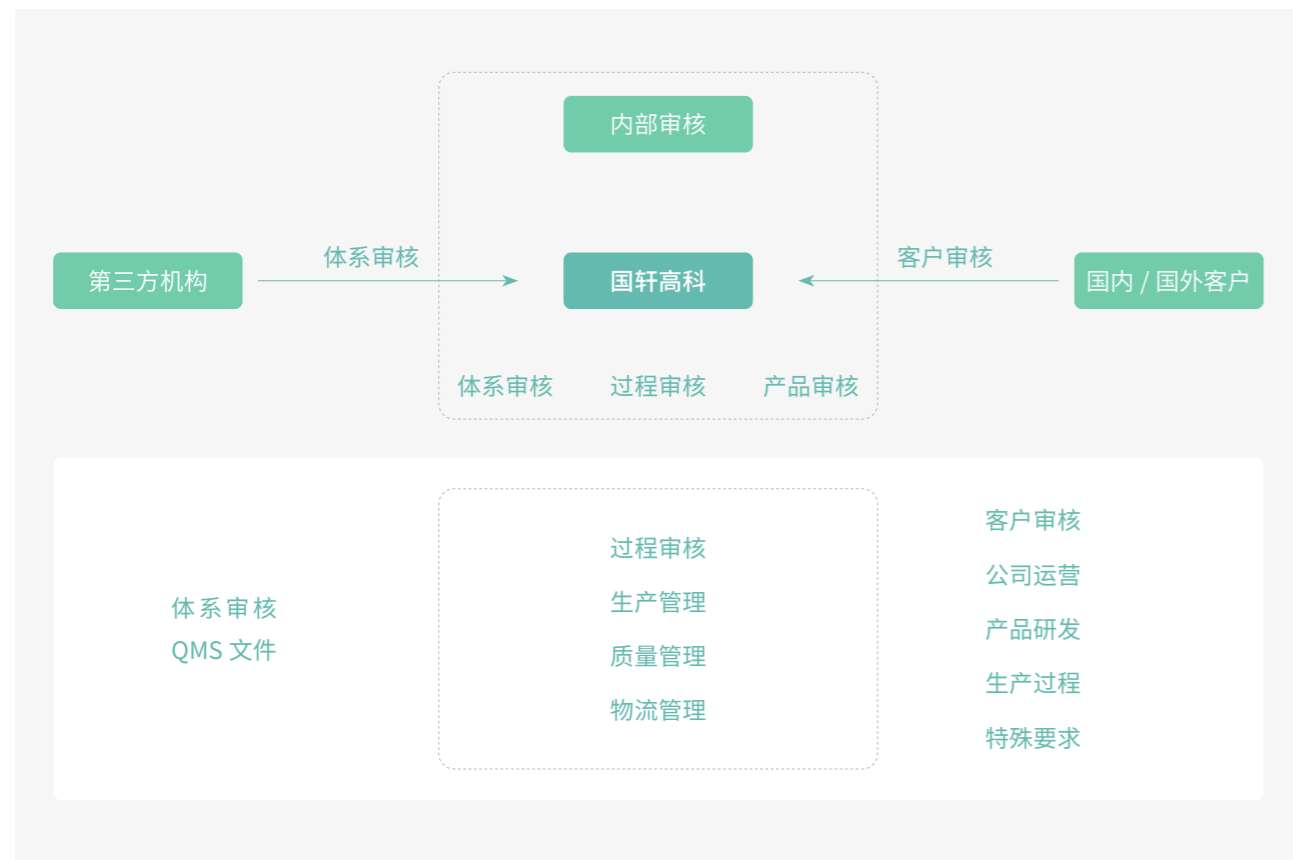 内部审核
体系审核
客户审核
第三方机构
国轩高科
国内 / 国外客户
体系审核
过程审核
产品审核
体系审核
QMS 文件
过程审核
生产管理
质量管理
物流管理
客户审核
公司运营
产品研发
生产过程
特殊要求